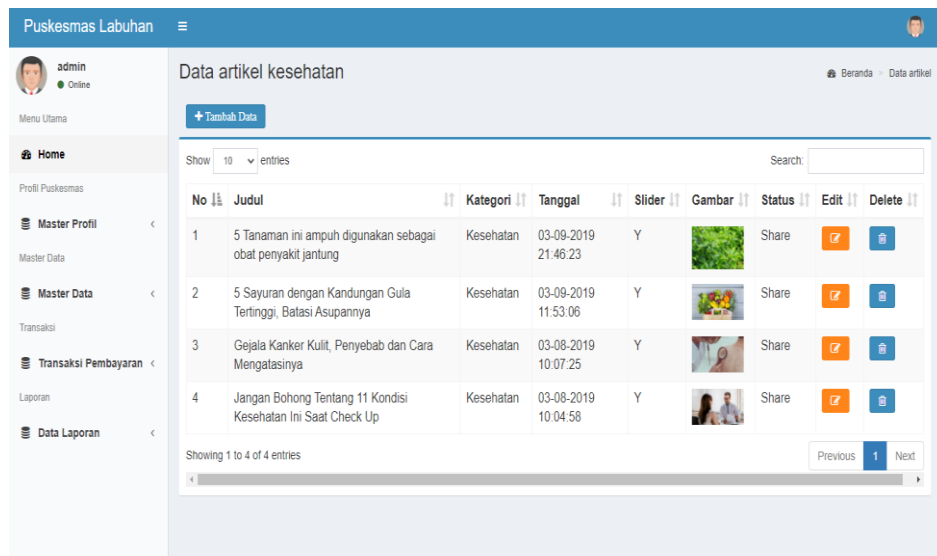 Puskesmas Labuhan
admin
Online
Menu Utama
Home
Profil Puskesmas
Master Profil
Master Data
Master Data
Transaksi
Transaksi Pembayaran
Laporan
Data Laporan
Data artikel kesehatan
Beranda > Data artikel
+ Tambah Data
Show 10 entries
Search:
No Judul Kategori Tanggal Slider Gambar Status Edit Delete
1 5 Tanaman ini ampuh digunakan sebagai Kesehatan 03-09-2019 Y Share
obat penyakit jantung 21:46:23
2 5 Sayuran dengan Kandungan Gula Kesehatan 03-09-2019 Y Share
Tertinggi, Batasi Asupannya 11:53:06
3 Gejala Kanker Kulit, Penyebab dan Cara Kesehatan 03-08-2019 Y Share
Mengatasinya 10:07:25
4 Jangan Bohong Tentang 11 Kondisi Kesehatan 03-08-2019 Y Share
Kesehatan Ini Saat Check Up 10:04:58
Showing 1 to 4 of 4 entries
Previous 1 Next